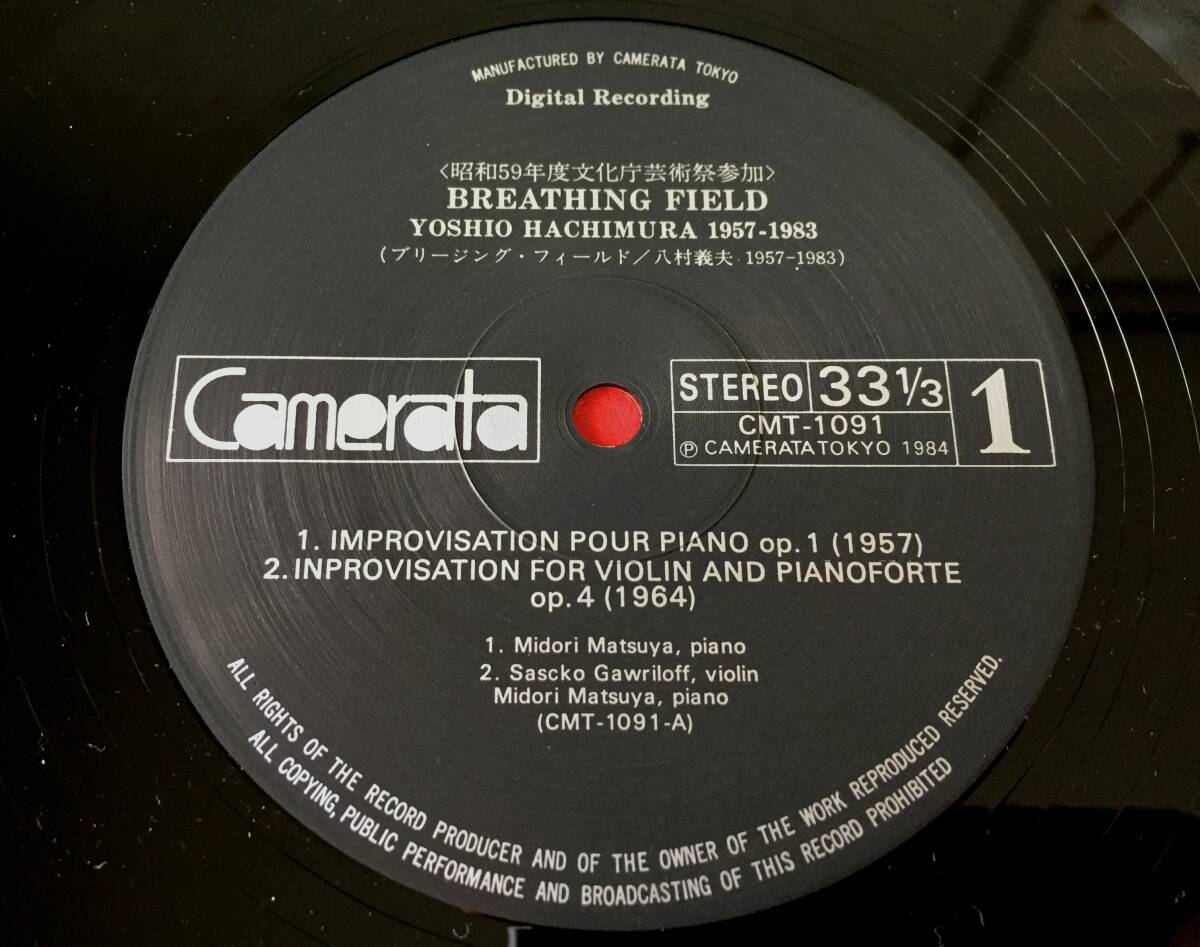 MANUFACTURED BY CAMERATA TOKYO
Digital Recording
〈昭和59年度文化庁芸術祭参加〉
BREATHING FIELD
YOSHIO HACHIMURA 1957-1983
(ブリージング・フィールド/八村義夫 1957-1983)
Camerata
STEREO 33 1/3
CMT-1091
Ⓟ CAMERATA TOKYO 1984
1
1. IMPROVISATION POUR PIANO op.1 (1957)
2. INPROVISATION FOR VIOLIN AND PIANOFORTE
op.4 (1964)
1. Midori Matsuya, piano
2. Sascko Gawriloff, violin
Midori Matsuya, piano
(CMT-1091-A)
ALL RIGHTS OF THE RECORD PRODUCER AND OF THE OWNER OF THE WORK REPRODUCED RESERVED.
ALL COPYING, PUBLIC PERFORMANCE AND BROADCASTING OF THIS RECORD PROHIBITED